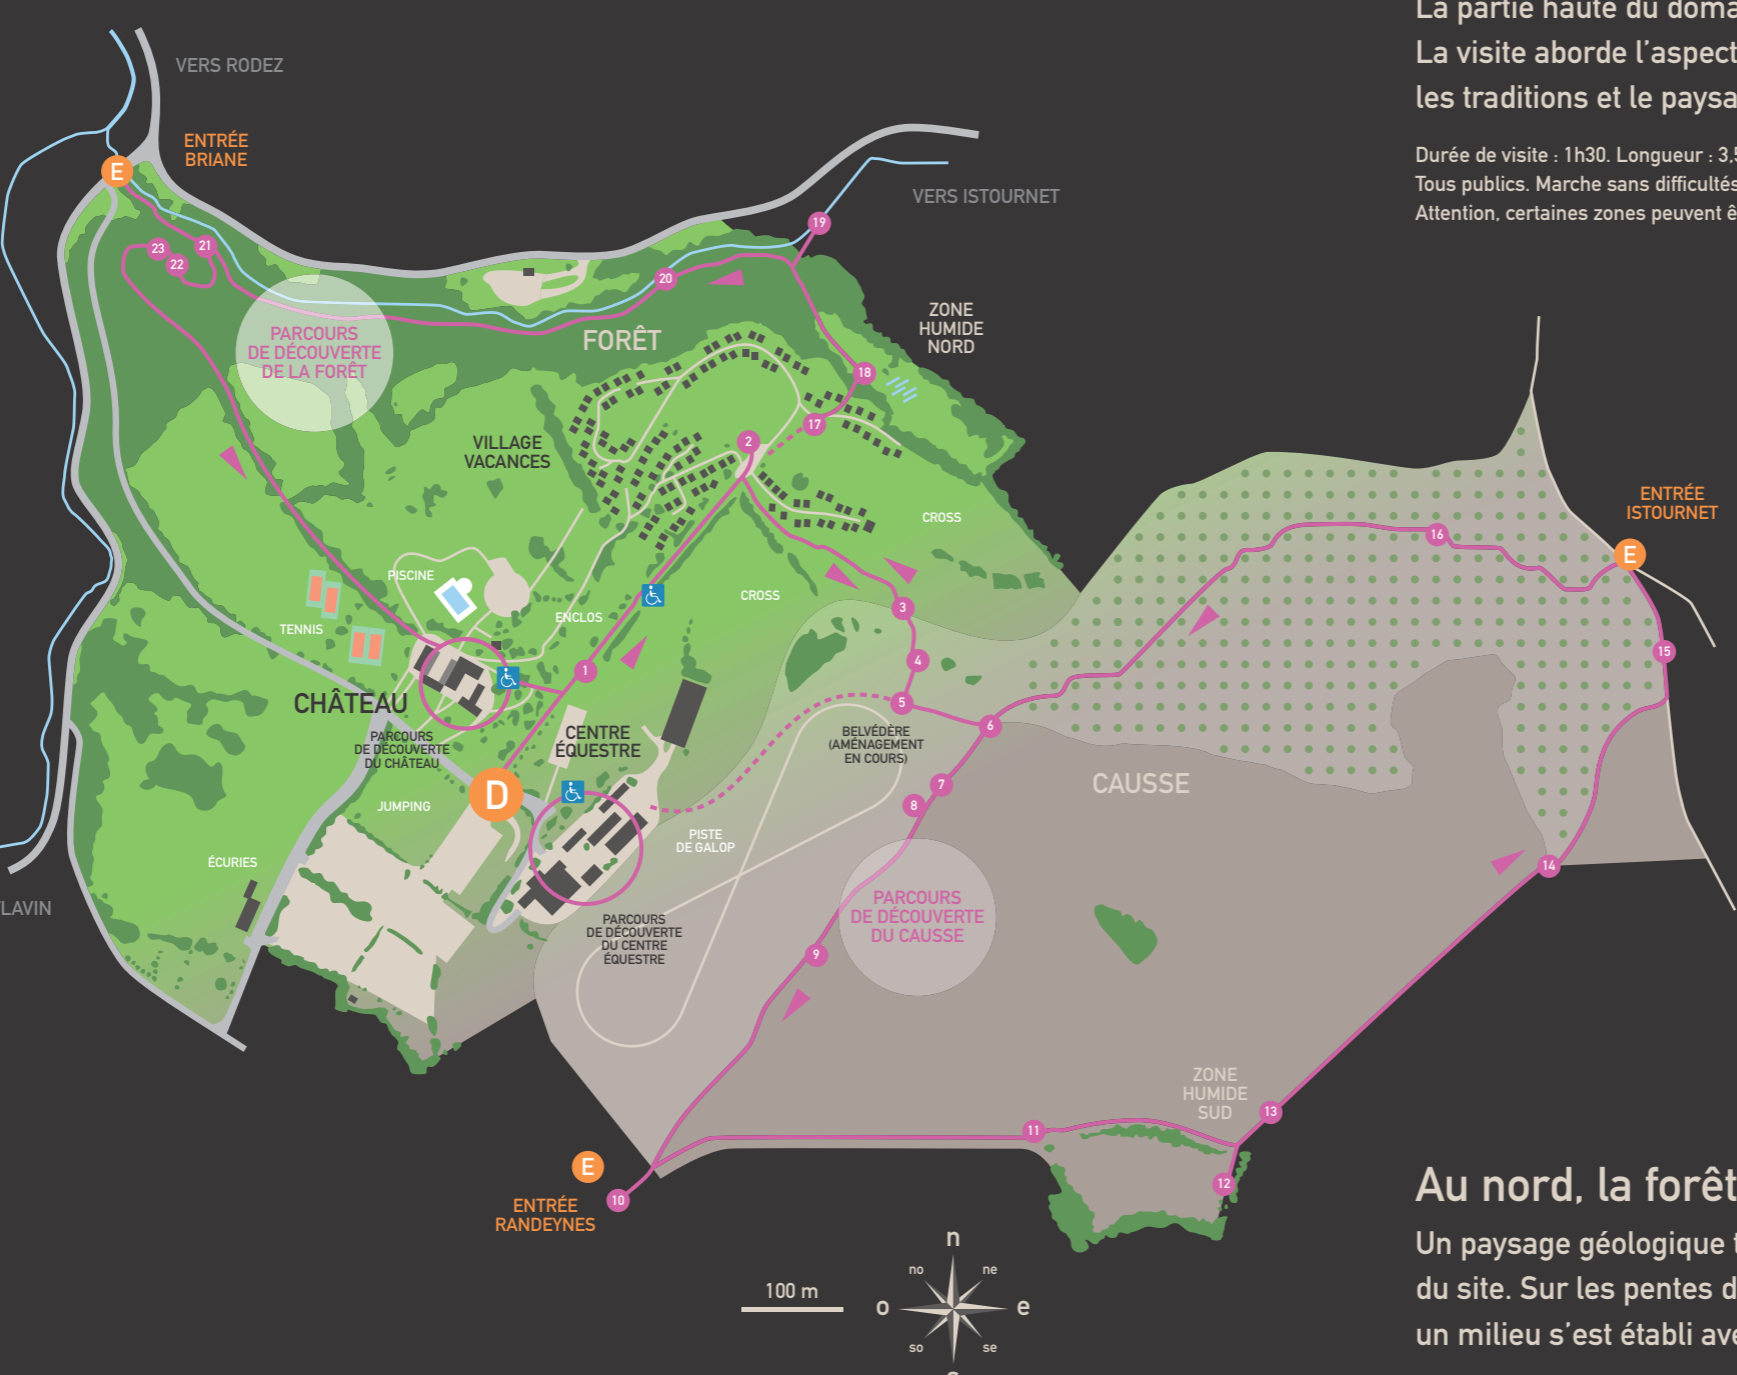 La partie haute du doma
La visite aborde l'aspect
les traditions et le paysa
Durée de visite : 1h30. Longueur : 3,5
Tous publics. Marche sans difficultés
Attention, certaines zones peuvent ê
VERS RODEZ
ENTRÉE
BRIANE
E
VERS ISTOURNET
19
23
21
22
20
ZONE
HUMIDE
NORD
FORÊT
PARCOURS
DE DÉCOUVERTE
DE LA FORÊT
18
17
2
VILLAGE
VACANCES
CROSS
ENTRÉE
ISTOURNET
16
E
PISCINE
CROSS
ENCLOS
3
TENNIS
4
15
1
CHÂTEAU
5
6
PARCOURS
DE DÉCOUVERTE
DU CHÂTEAU
CENTRE
ÉQUESTRE
BELVÉDÈRE
(AMÉNAGEMENT
EN COURS)
CAUSSE
7
D
JUMPING
8
PISTE
DE GALOP
ÉCURIES
14
LAVIN
PARCOURS
DE DÉCOUVERTE
DU CAUSSE
PARCOURS
DE DÉCOUVERTE
DU CENTRE
ÉQUESTRE
9
ZONE
HUMIDE
SUD
13
11
E
12
10
ENTRÉE
RANDEYNES
Au nord, la forêt
Un paysage géologique t
du site. Sur les pentes d
un milieu s'est établi ave
100 m
n
no
ne
o
e
so
se